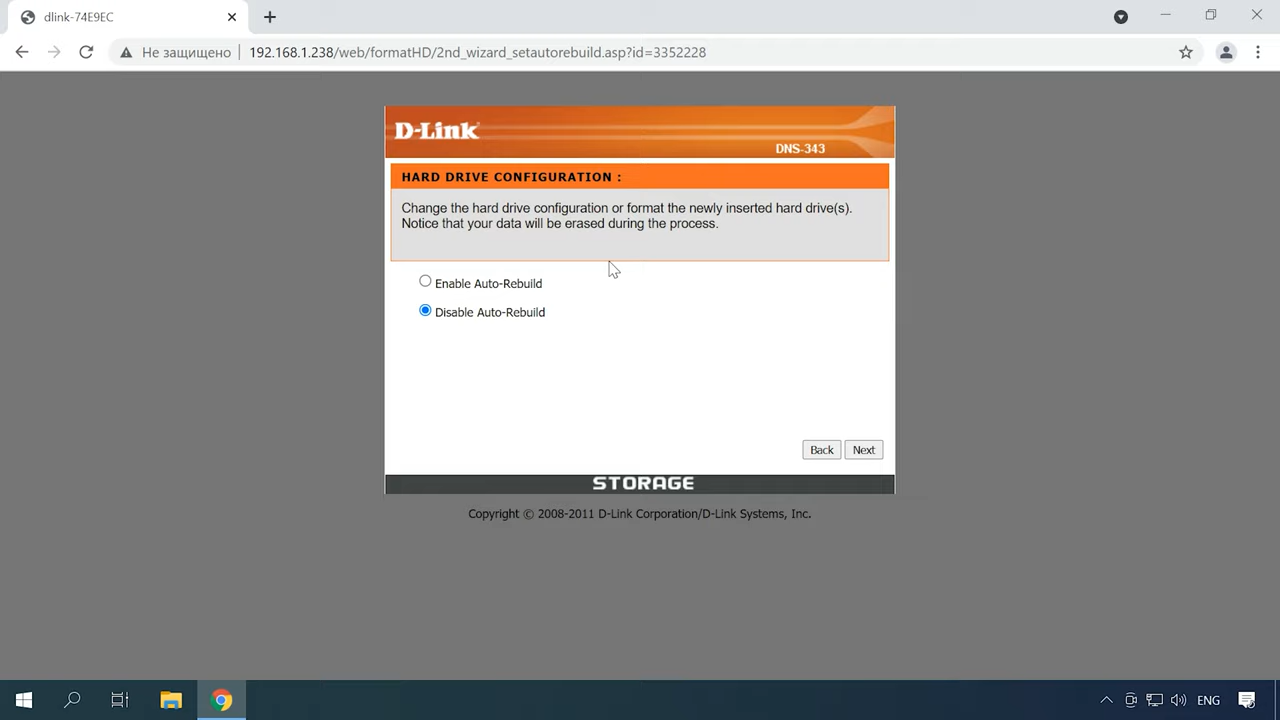 dlink-74E9EC
Не защищено
192.168.1.238/web/formatHD/2nd_wizard_setautorebuild.asp?id=3352228
D-Link
DNS-343
HARD DRIVE CONFIGURATION :
Change the hard drive configuration or format the newly inserted hard drive(s).
Notice that your data will be erased during the process.
Enable Auto-Rebuild
Disable Auto-Rebuild
Back Next
STORAGE
Copyright © 2008-2011 D-Link Corporation/D-Link Systems, Inc.
ENG